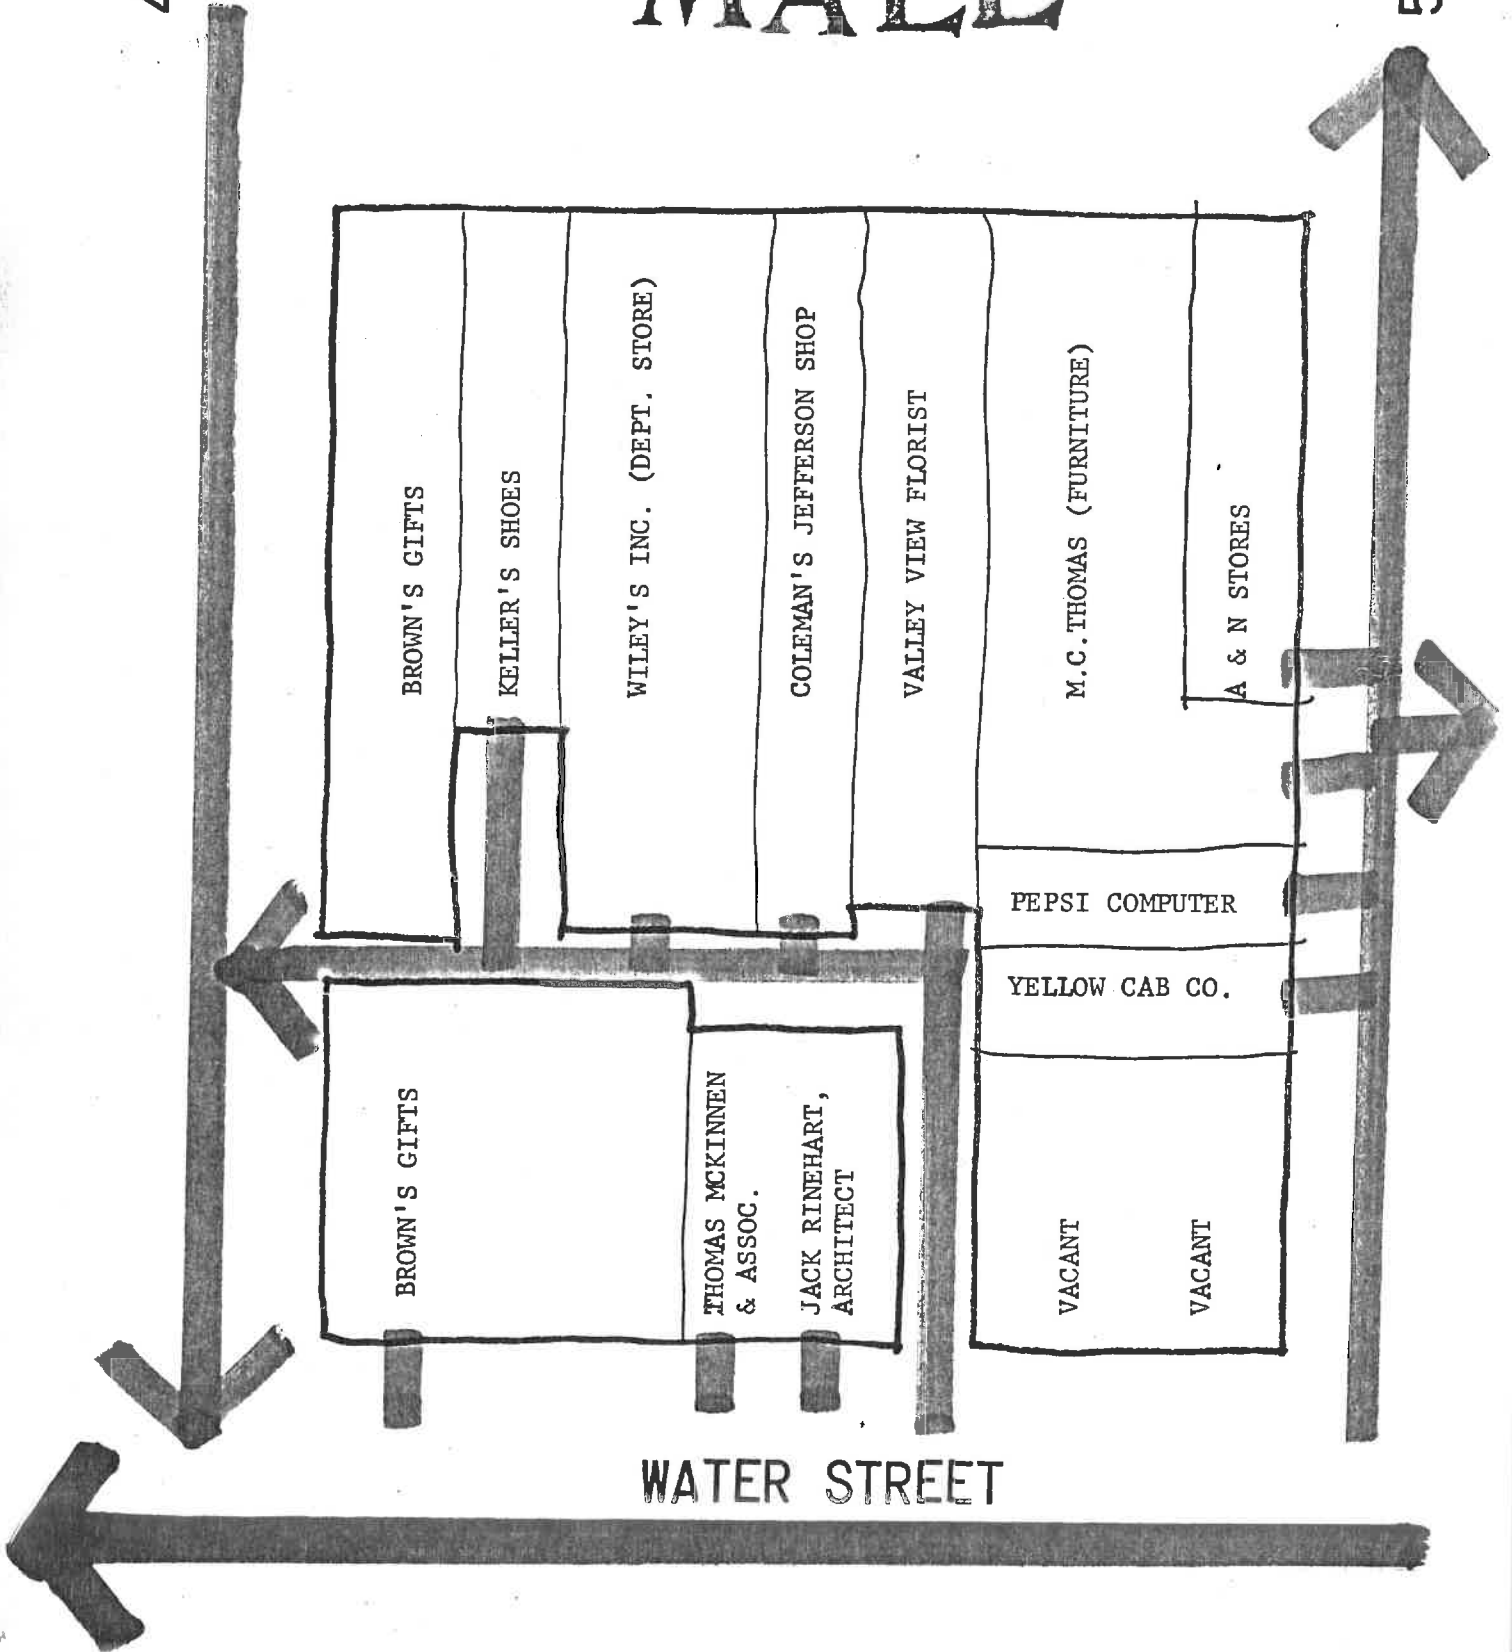 MALL
BROWN'S GIFTS
KELLER'S SHOES
WILEY'S INC. (DEPT. STORE)
COLEMAN'S JEFFERSON SHOP
VALLEY VIEW FLORIST
M.C.THOMAS (FURNITURE)
A & N STORES
PEPSI COMPUTER
YELLOW CAB CO.
BROWN'S GIFTS
THOMAS MCKINNEN
& ASSOC.
JACK RINEHART,
ARCHITECT
VACANT
VACANT
WATER STREET